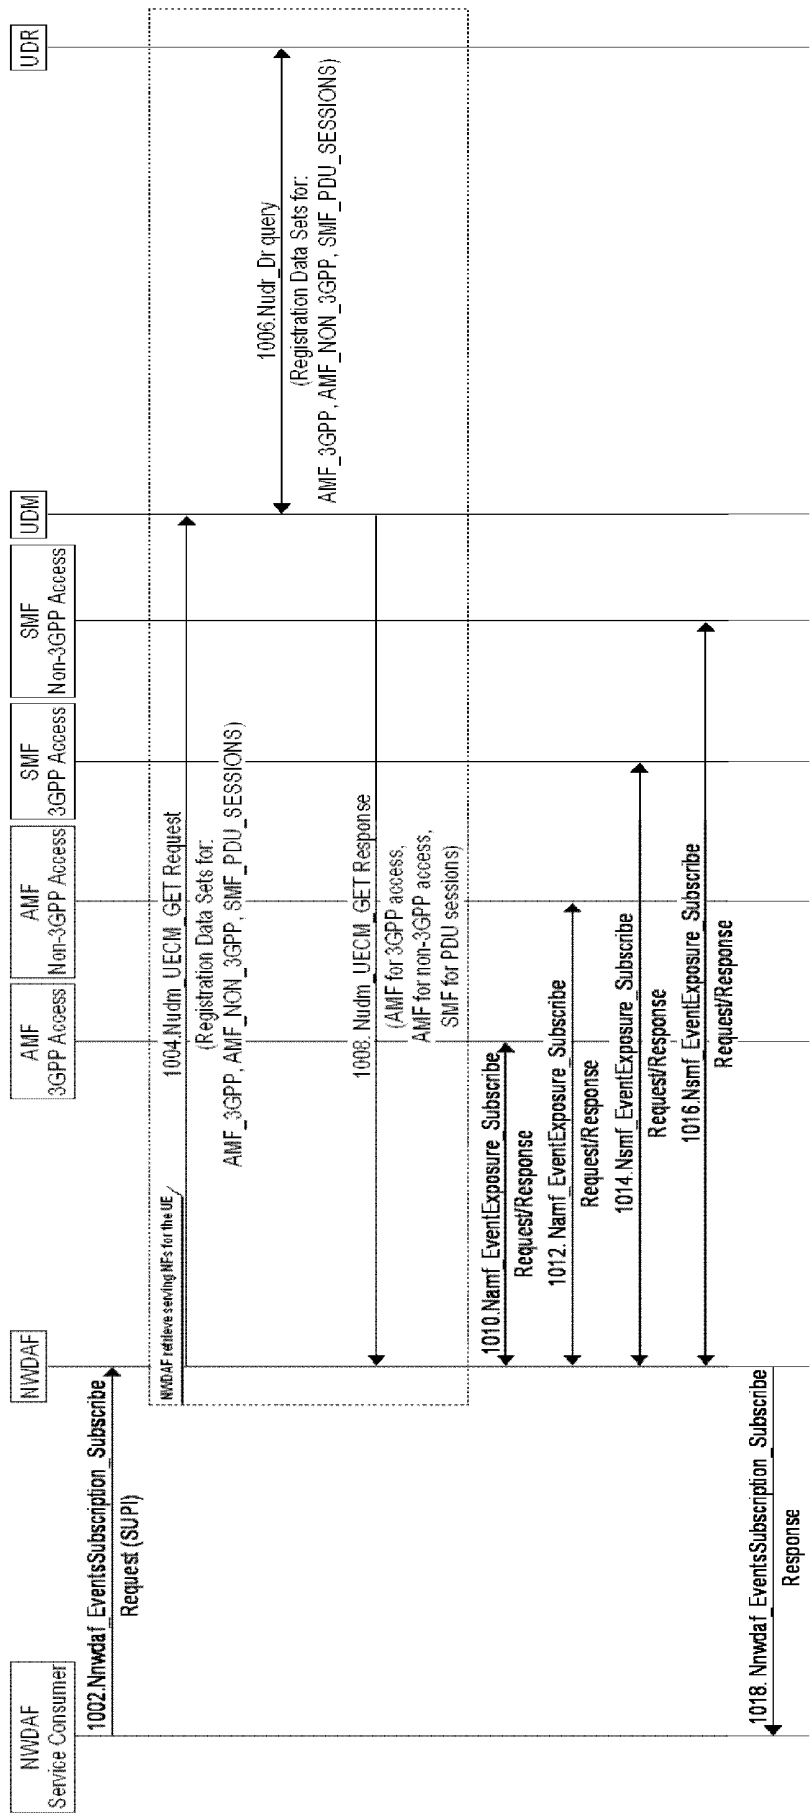 NWDAF
Service Consumer
NWDAF
AMF
3GPP Access
AMF
Non-3GPP Access
SMF
3GPP Access
SMF
Non-3GPP Access
UDM
UDR
1002.Nnwdaf_EventsSubscription_Subscribe
Request (SUPI)
NWDAF retrieve serving NFs for the UE
1004.Nudm_UECM_GET Request
(Registration Data Sets for:
AMF_3GPP, AMF_NON_3GPP, SMF_PDU_SESSIONS)
1006.Nudr_Dr query
(Registration Data Sets for:
AMF_3GPP, AMF_NON_3GPP, SMF_PDU_SESSIONS)
1008. Nudm_UECM_GET Response
(AMF for 3GPP access,
AMF for non-3GPP access,
SMF for PDU sessions)
1010.Namf_EventExposure_Subscribe
Request/Response
1012. Namf_EventExposure_Subscribe
Request/Response
1014.Nsmf_EventExposure_Subscribe
Request/Response
1016.Nsmf_EventExposure_Subscribe
Request/Response
1018. Nnwdaf_EventsSubscription_Subscribe
Response